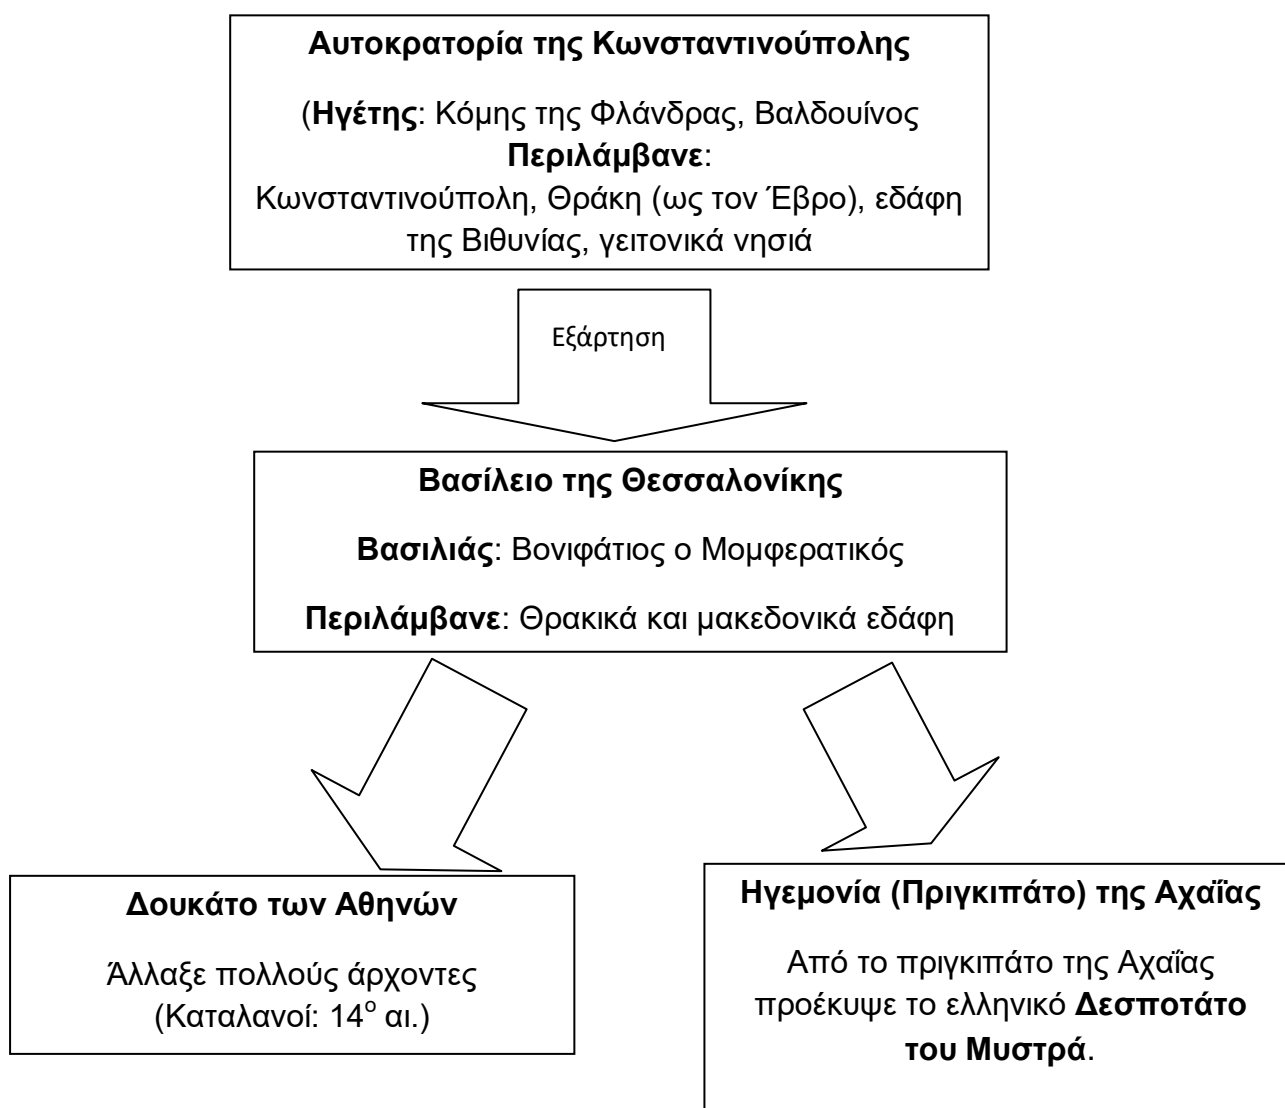 Αυτοκρατορία της Κωνσταντινούπολης
(Ηγέτης: Κόμης της Φλάνδρας, Βαλδουίνος
Περιλάμβανε:
Κωνσταντινούπολη, Θράκη (ως τον Έβρο), εδάφη
της Βιθυνίας, γειτονικά νησιά
Εξάρτηση
Βασίλειο της Θεσσαλονίκης
Βασιλιάς: Βονιφάτιος ο Μομφερατικός
Περιλάμβανε: Θρακικά και μακεδονικά εδάφη
Δουκάτο των Αθηνών
Άλλαξε πολλούς άρχοντες
(Καταλανοί: 14ο αι.)
Ηγεμονία (Πριγκιπάτο) της Αχαΐας
Από το πριγκιπάτο της Αχαΐας
προέκυψε το ελληνικό Δεσποτάτο
του Μυστρά.